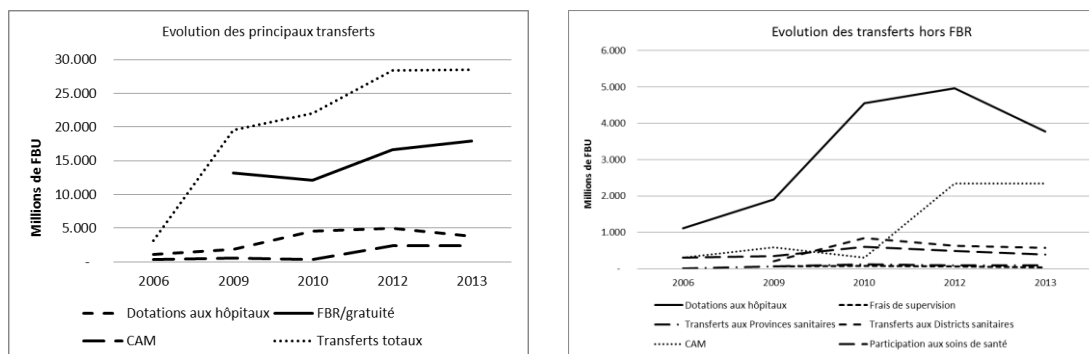 Evolution des principaux transferts
Millions de FBU
30.000
25.000
20.000
15.000
10.000
5.000
-
2006 2009 2010 2012 2013
Dotations aux hôpitaux FBR/gratuité
CAM Transferts totaux
Evolution des transferts hors FBR
Millions de FBU
6.000
5.000
4.000
3.000
2.000
1.000
-
2006 2009 2010 2012 2013
Dotations aux hôpitaux Frais de supervision
Transferts aux Provinces sanitaires Transferts aux Districts sanitaires
CAM Participation aux soins de santé